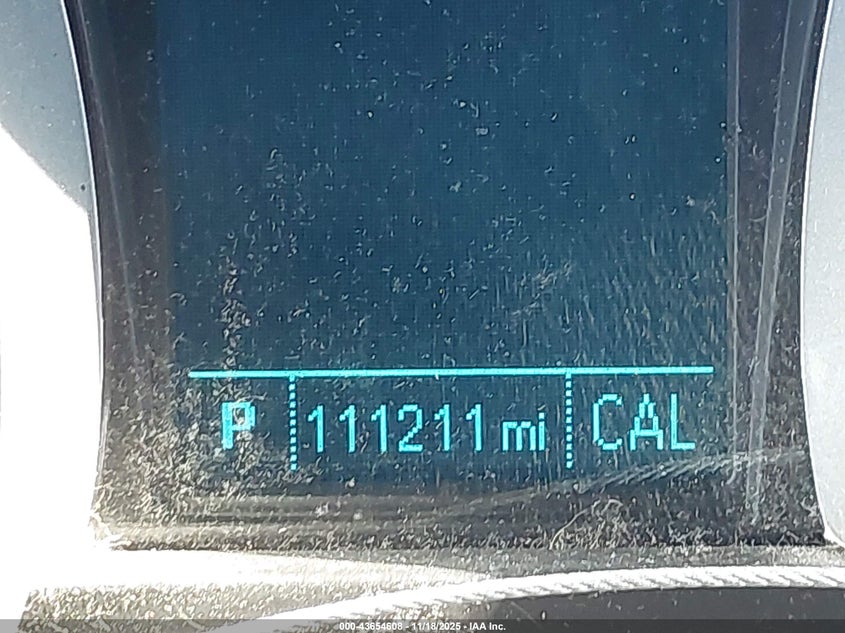 P 111211 mi CAL
000-43654608 - 11/18/2025 - IAA Inc.